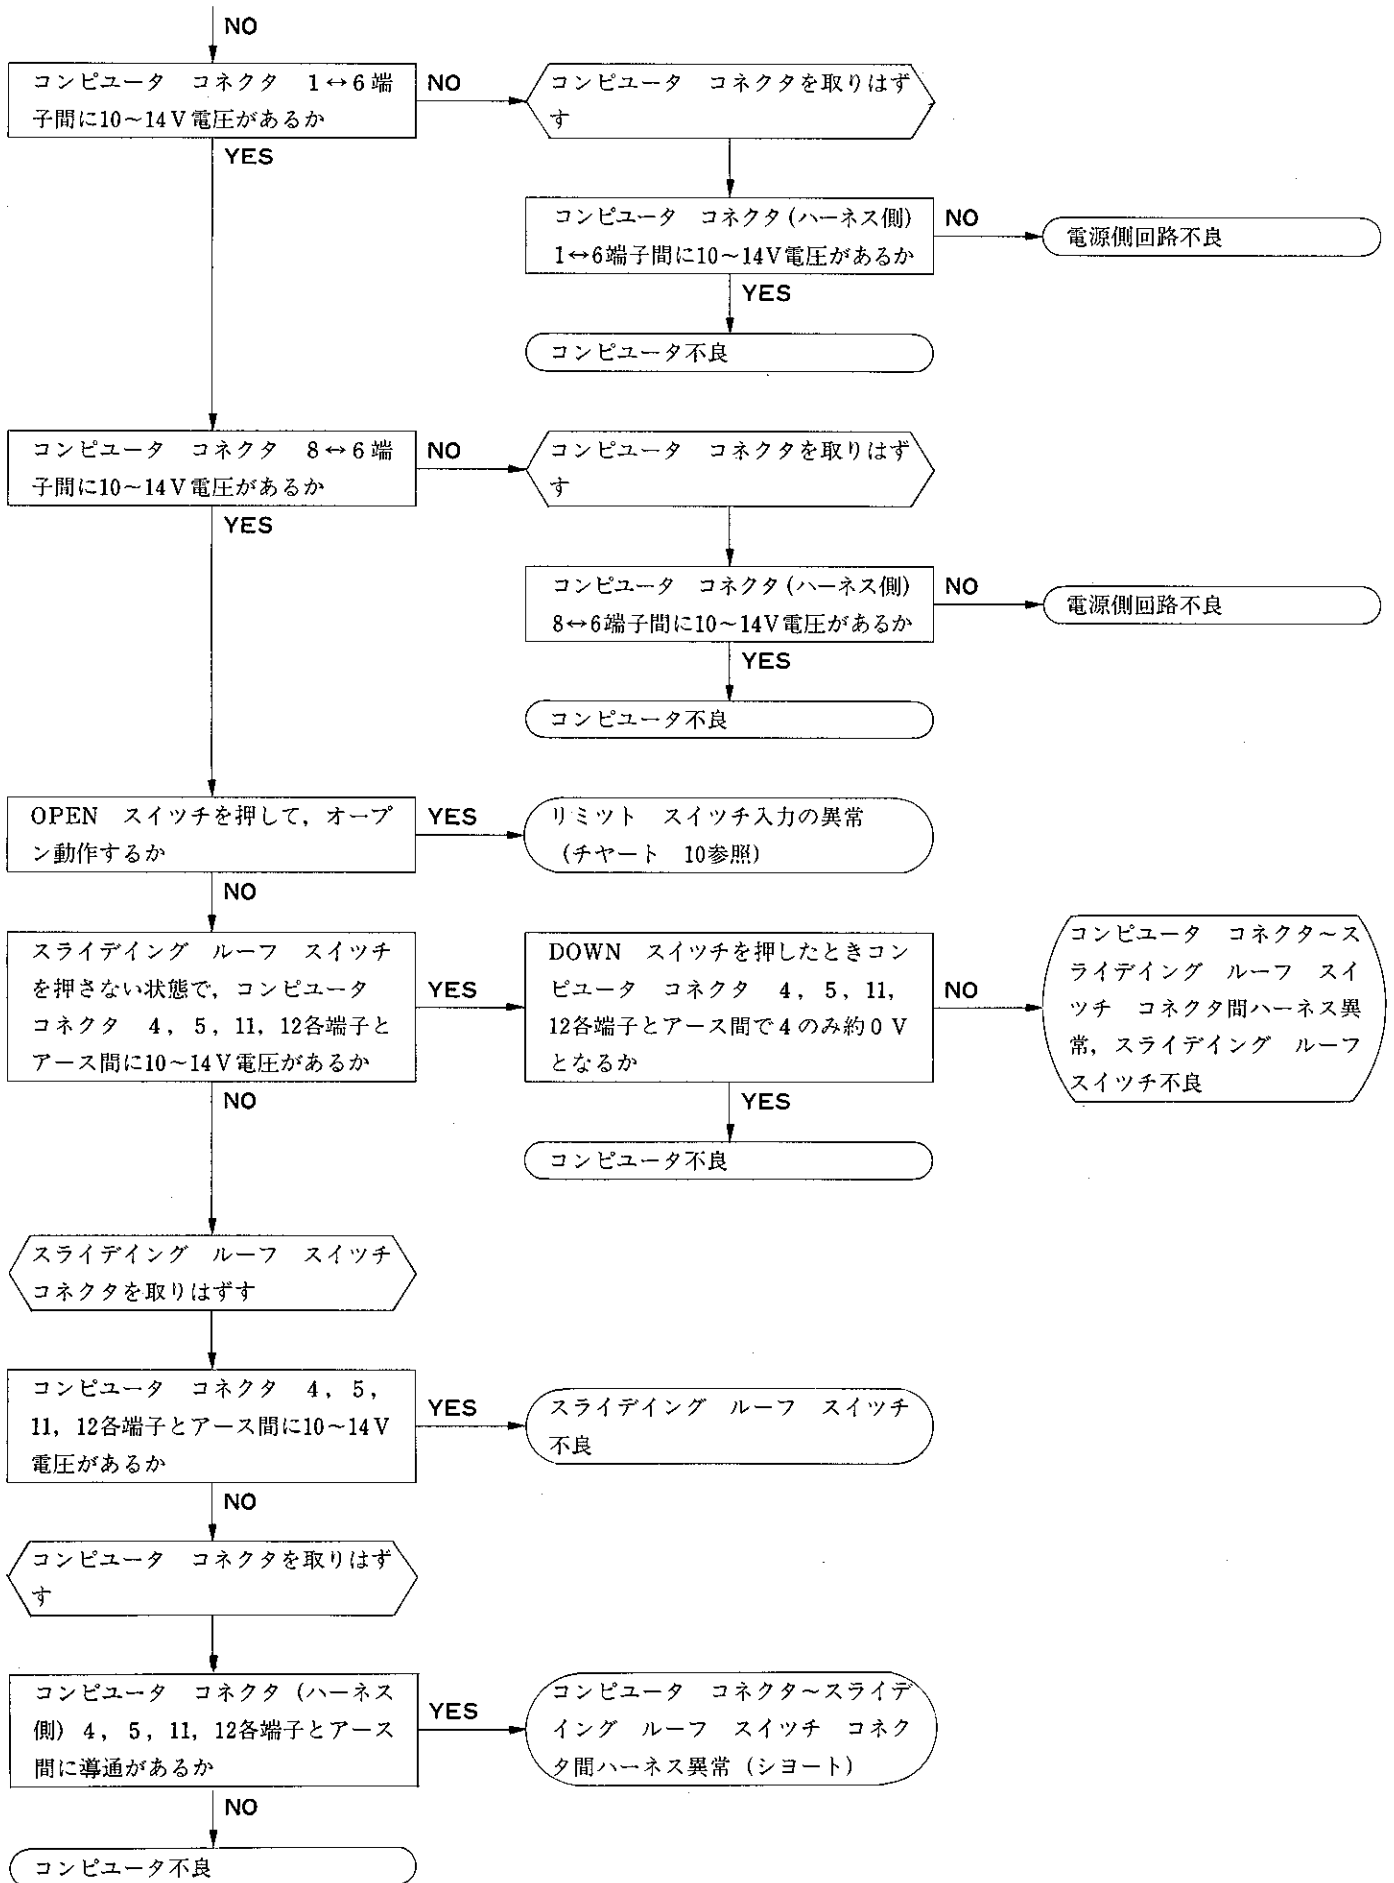 NO
コンピユータ　コネクタ　1↔6端
子間に10～14V電圧があるか
NO
コンピユータ　コネクタを取りはず
す
YES
コンピユータ　コネクタ(ハーネス側)
1↔6端子間に10～14V電圧があるか
NO
電源側回路不良
YES
コンピユータ不良
コンピユータ　コネクタ　8↔6端
子間に10～14V電圧があるか
NO
コンピユータ　コネクタを取りはず
す
YES
コンピユータ　コネクタ(ハーネス側)
8↔6端子間に10～14V電圧があるか
NO
電源側回路不良
YES
コンピユータ不良
OPEN　スイツチを押して，オープ
ン動作するか
YES
リミツト　スイツチ入力の異常
(チヤート　10参照)
NO
スライデイング　ルーフ　スイツチ
を押さない状態で，コンピユータ
コネクタ　4，5，11，12各端子と
アース間に10～14V電圧があるか
YES
DOWN　スイツチを押したときコン
ピユータ　コネクタ　4，5，11，
12各端子とアース間で4のみ約0V
となるか
NO
コンピユータ　コネクタ～ス
ライデイング　ルーフ　スイ
ツチ　コネクタ間ハーネス異
常，スライデイング　ルーフ
スイツチ不良
NO
YES
コンピユータ不良
スライデイング　ルーフ　スイツチ
コネクタを取りはずす
コンピユータ　コネクタ　4，5，
11，12各端子とアース間に10～14V
電圧があるか
YES
スライデイング　ルーフ　スイツチ
不良
NO
コンピユータ　コネクタを取りはず
す
コンピユータ　コネクタ(ハーネス
側)4，5，11，12各端子とアース
間に導通があるか
YES
コンピユータ　コネクタ～スライデ
イング　ルーフ　スイツチ　コネク
タ間ハーネス異常(シヨート)
NO
コンピユータ不良